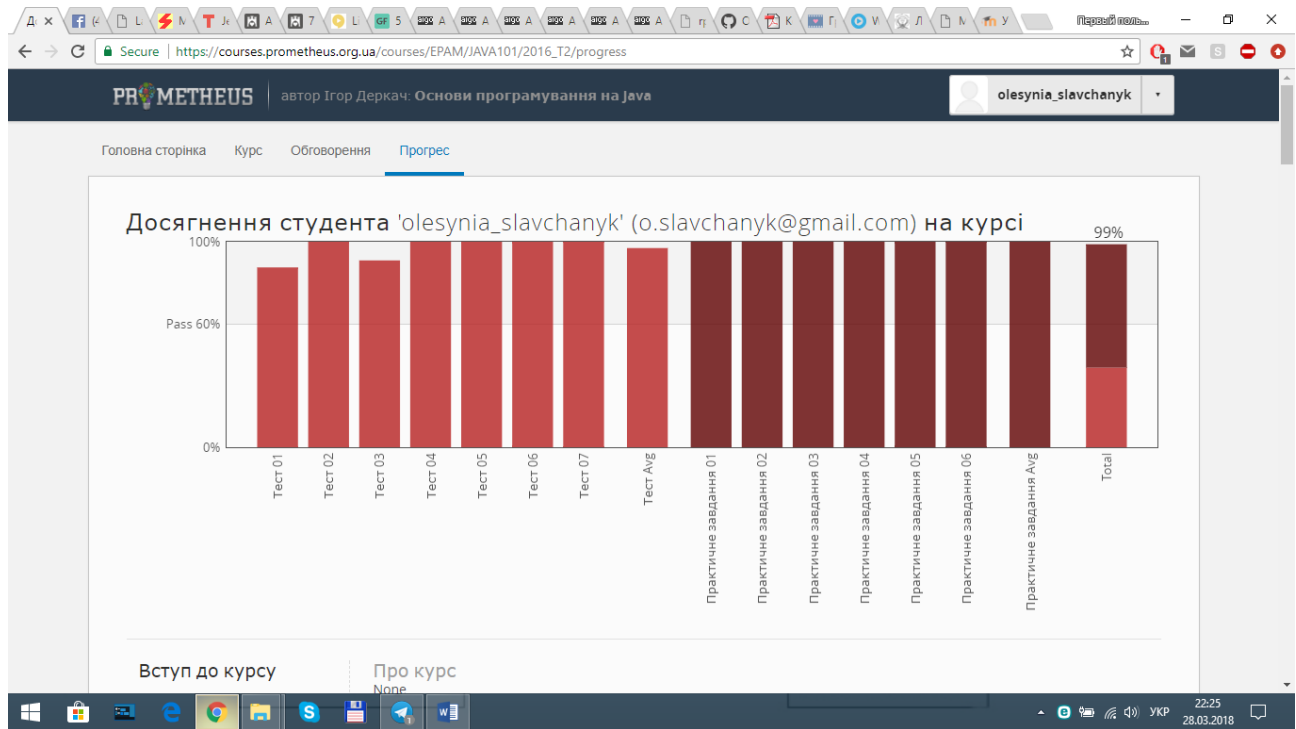 Secure | https://courses.prometheus.org.ua/courses/EPAM/JAVA101/2016_T2/progress
PROMETHEUS автор Ігор Деркач: Основи програмування на Java olesynia_slavchanyk
Головна сторінка Курс Обговорення Прогрес
Досягнення студента 'olesynia_slavchanyk' (o.slavchanyk@gmail.com) на курсі
99%
100%
Pass 60%
0%
Тест 01
Тест 02
Тест 03
Тест 04
Тест 05
Тест 06
Тест 07
Тест Avg
Практичне завдання 01
Практичне завдання 02
Практичне завдання 03
Практичне завдання 04
Практичне завдання 05
Практичне завдання 06
Практичне завдання Avg
Total
Вступ до курсу
Про курс
None
УКР
22:25
28.03.2018